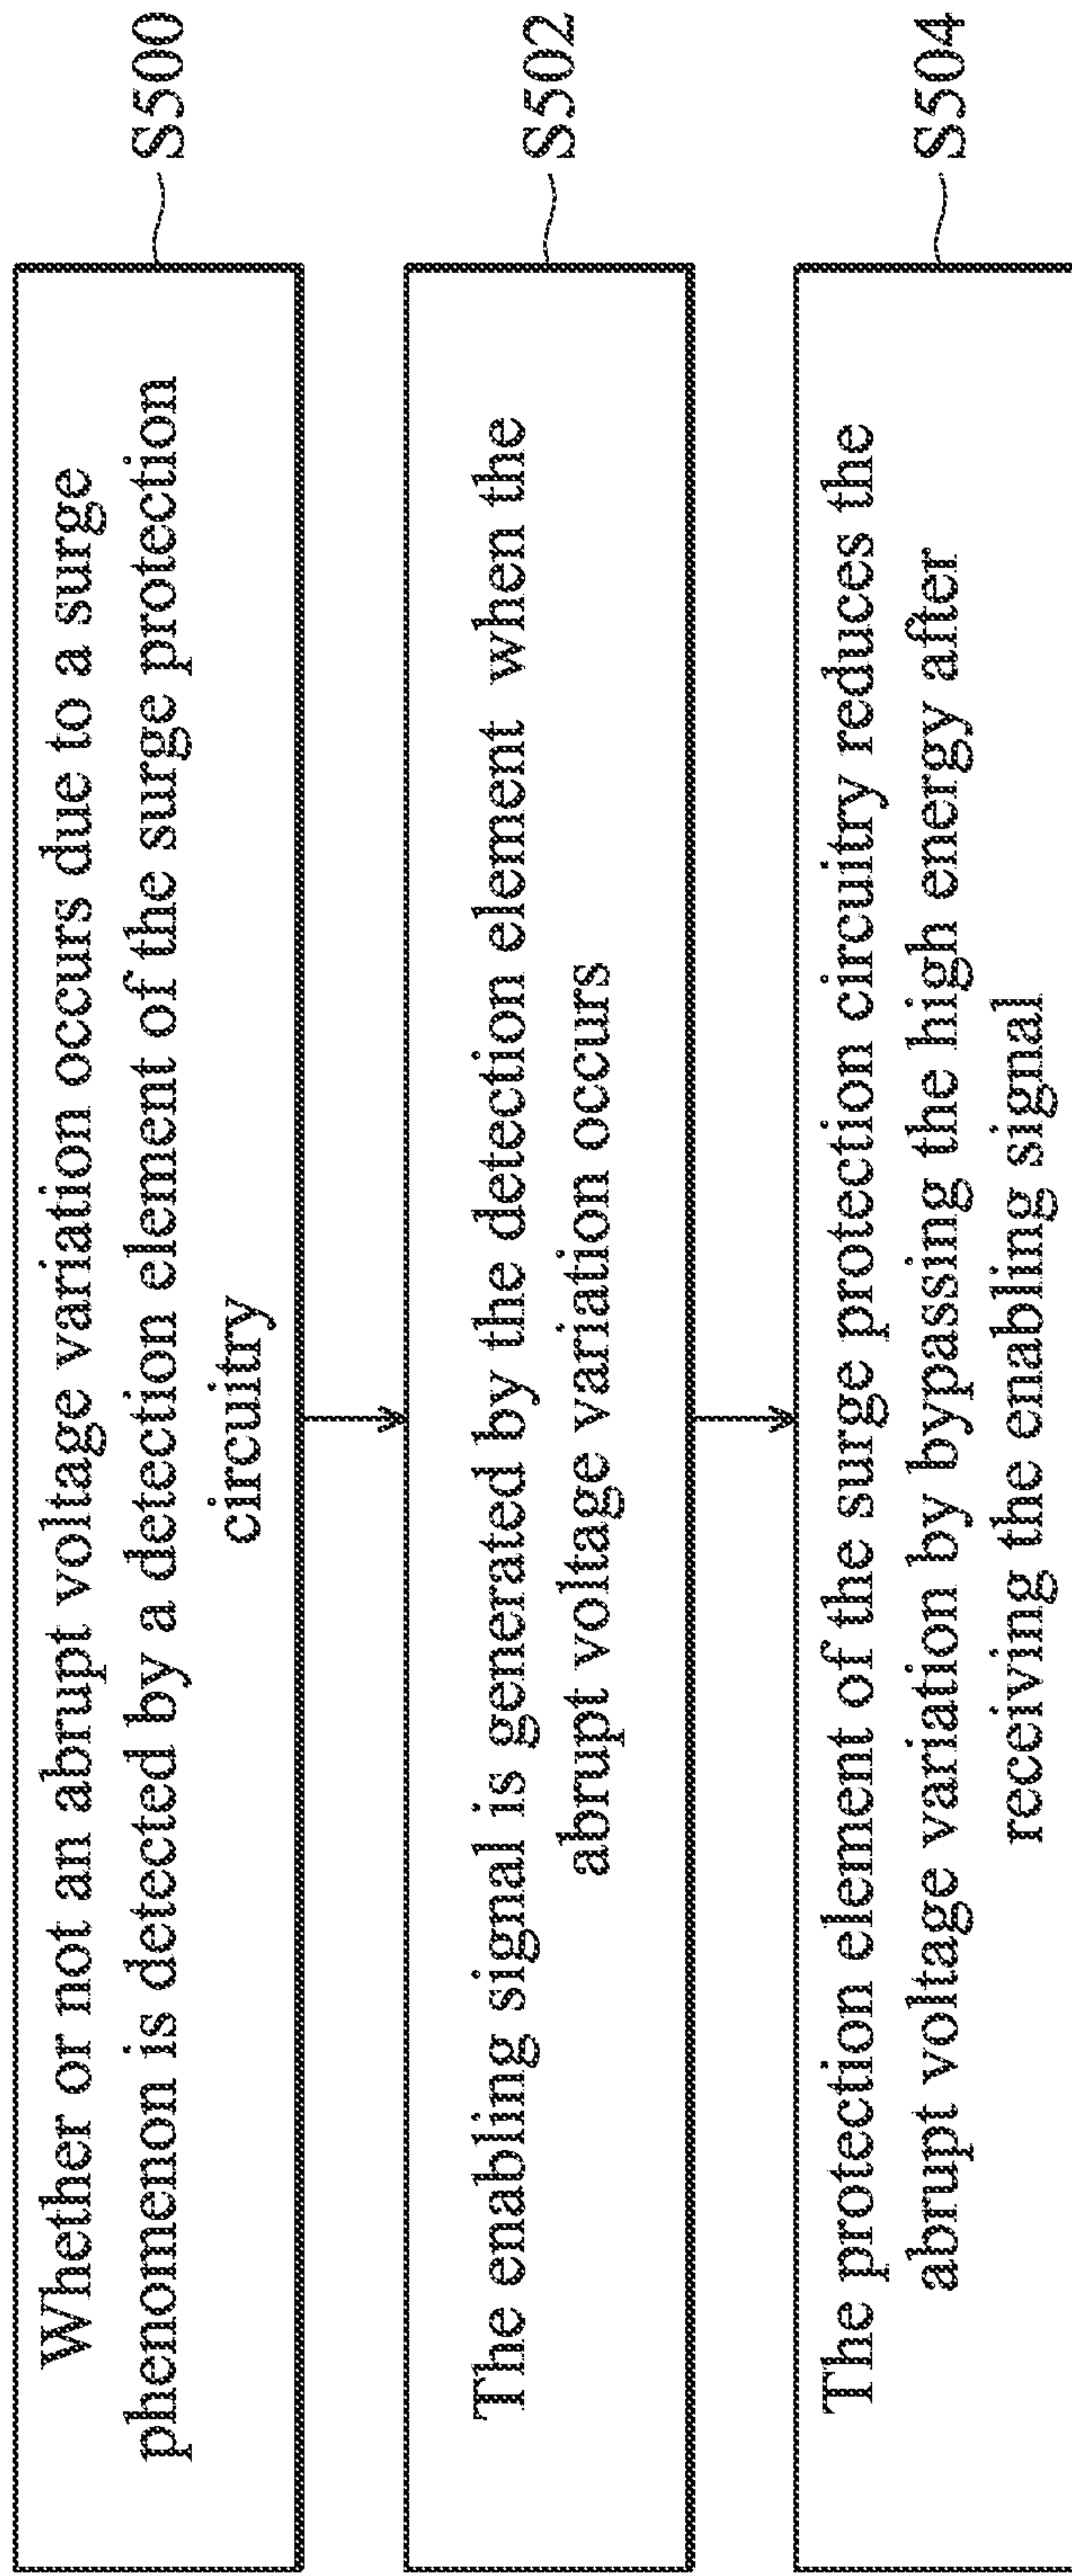 Whether or not an abrupt voltage variation occurs due to a surge
phenomenon is detected by a detection element of the surge protection
circuitry
S500
The enabling signal is generated by the detection element when the
abrupt voltage variation occurs
S502
The protection element of the surge protection circuitry reduces the
abrupt voltage variation by bypassing the high energy after
receiving the enabling signal
S504